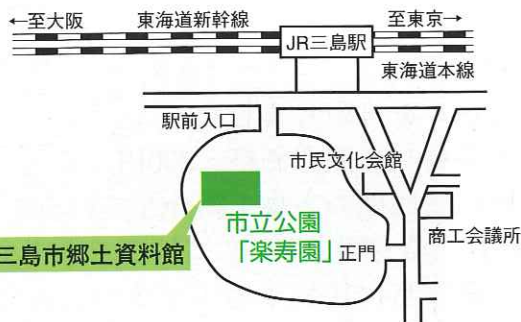 ←至大阪
東海道新幹線
至東京→
JR三島駅
東海道本線
駅前入口
市民文化会館
三島市郷土資料館
市立公園
「楽寿園」
正門
商工会議所